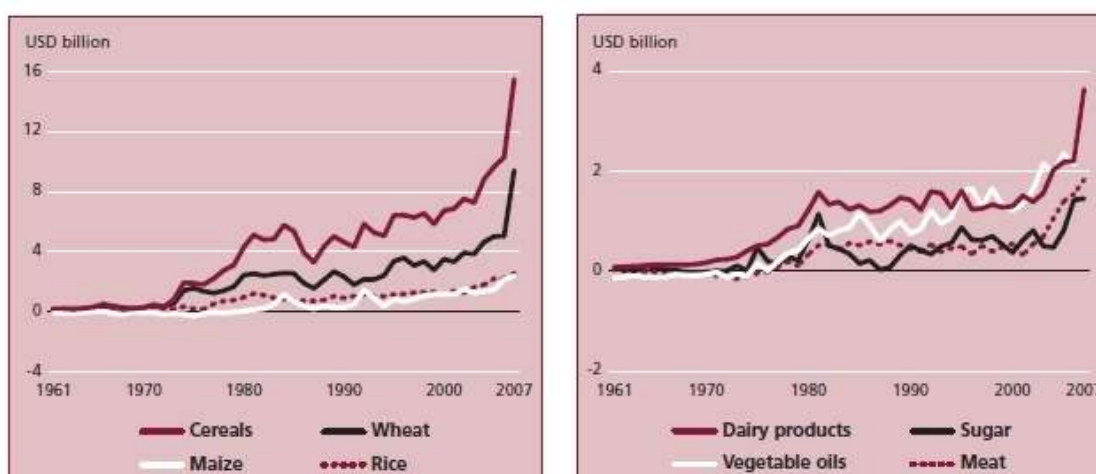 USD billion
16
12
8
4
0
-4
1961 1970 1980 1990 2000 2007
Cereals Wheat
Maize Rice
USD billion
4
2
0
-2
1961 1970 1980 1990 2000 2007
Dairy products Sugar
Vegetable oils Meat